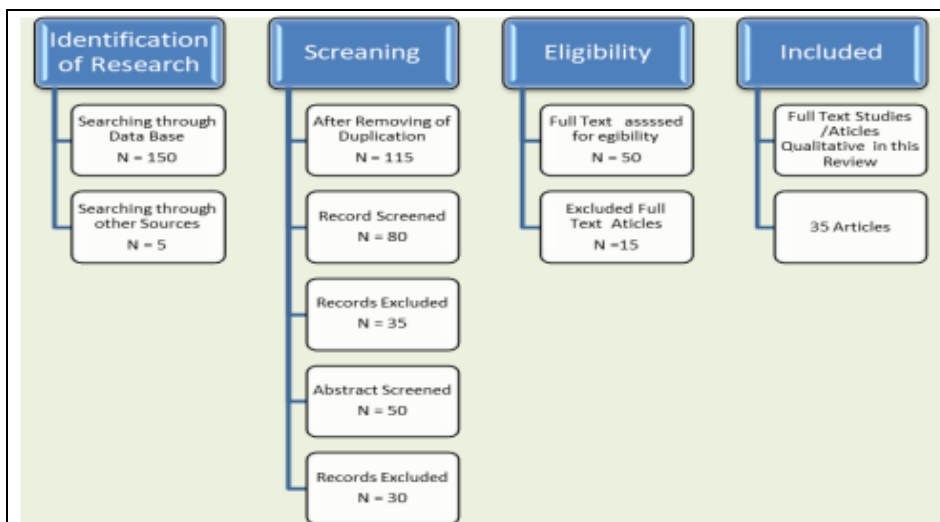 Identification
of Research
Searching through
Data Base
N = 150
Searching through
other Sources
N = 5
Screaning
After Removing of
Duplication
N = 115
Record Screened
N = 80
Records Excluded
N = 35
Abstract Screened
N = 50
Records Excluded
N = 30
Eligibility
Full Text assssed
for egibility
N = 50
Excluded Full
Text Aticles
N =15
Included
Full Text Studies
/Aticles
Qualitative in this
Review
35 Articles